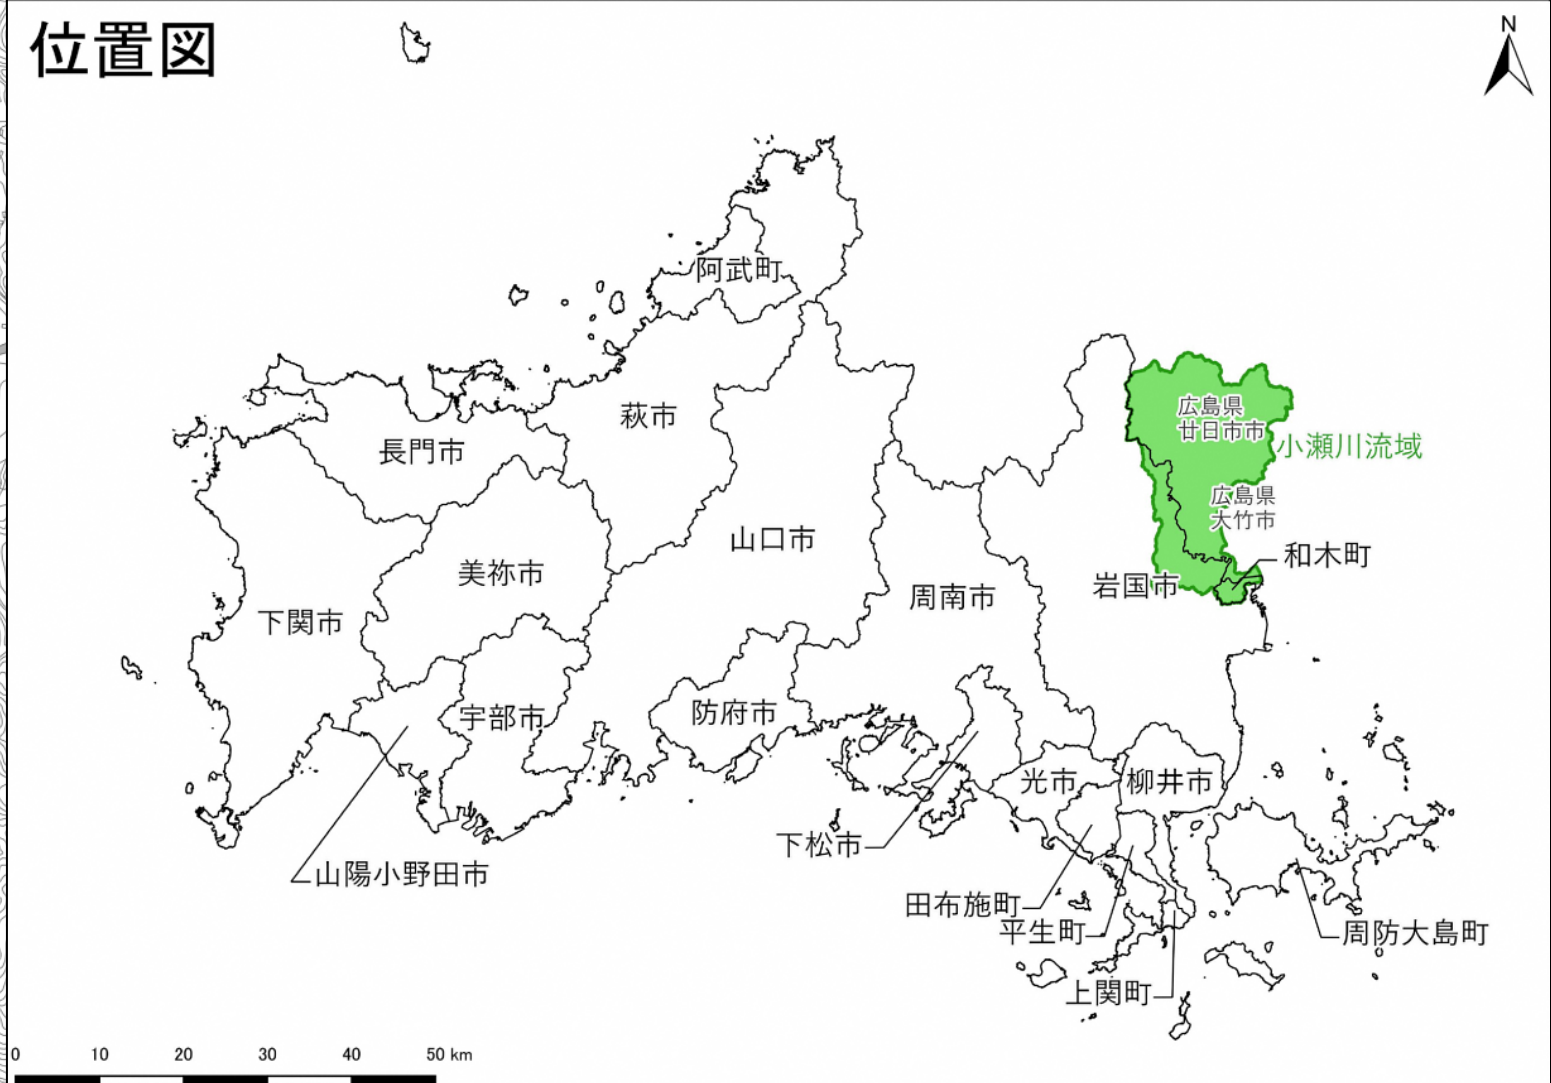 位置図
N
阿武町
萩市
長門市
広島県
廿日市市
小瀬川流域
広島県
大竹市
和木町
山口市
美祢市
岩国市
周南市
下関市
防府市
宇部市
光市
柳井市
下松市
山陽小野田市
田布施町
平生町
周防大島町
上関町
0 10 20 30 40 50 km